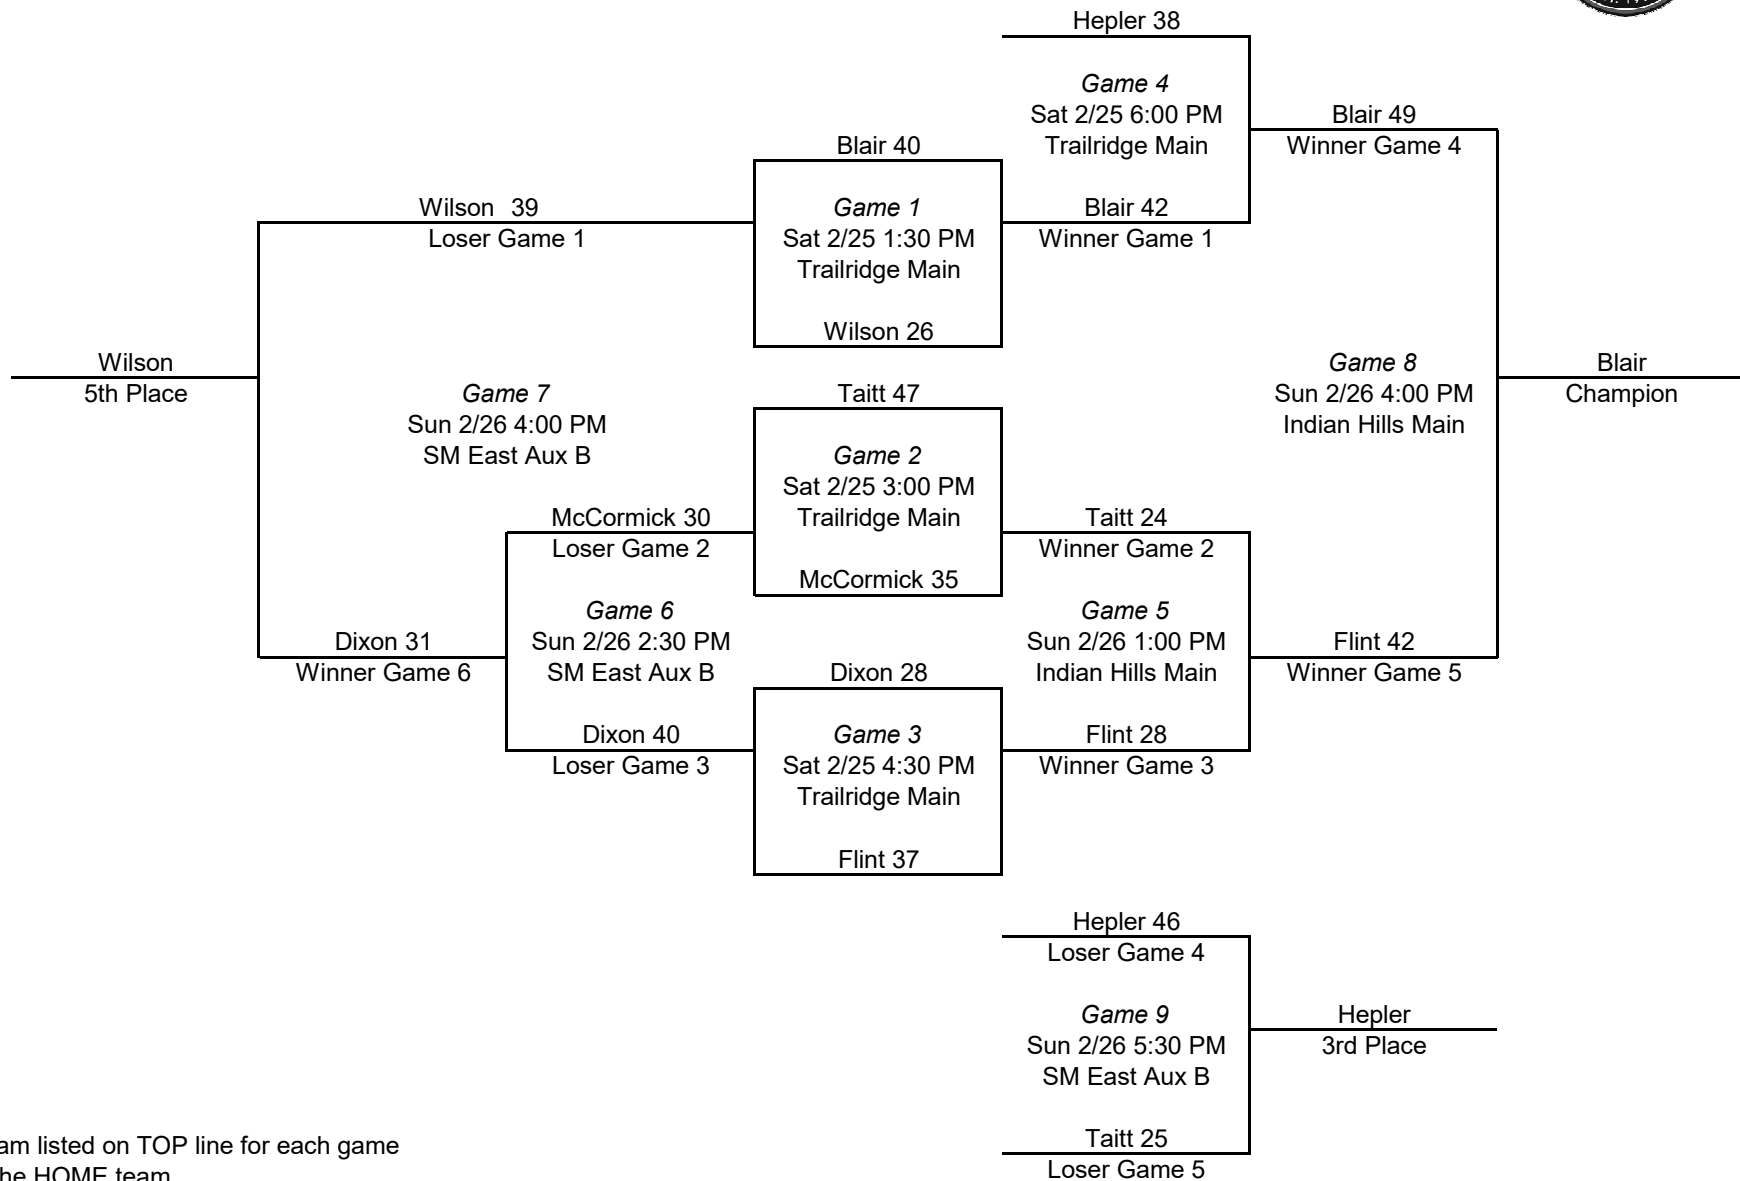 Hepler 38
Game 4
Sat 2/25 6:00 PM
Trailridge Main
Blair 49
Winner Game 4
Blair 40
Wilson 39
Loser Game 1
Game 1
Sat 2/25 1:30 PM
Trailridge Main
Blair 42
Winner Game 1
Wilson 26
Wilson
5th Place
Game 7
Sun 2/26 4:00 PM
SM East Aux B
Taitt 47
Game 8
Sun 2/26 4:00 PM
Indian Hills Main
Blair
Champion
Game 2
Sat 2/25 3:00 PM
Trailridge Main
McCormick 30
Loser Game 2
Taitt 24
Winner Game 2
McCormick 35
Game 6
Sun 2/26 2:30 PM
SM East Aux B
Game 5
Sun 2/26 1:00 PM
Indian Hills Main
Dixon 31
Winner Game 6
Flint 42
Winner Game 5
Dixon 28
Dixon 40
Loser Game 3
Game 3
Sat 2/25 4:30 PM
Trailridge Main
Flint 28
Winner Game 3
Flint 37
Hepler 46
Loser Game 4
Game 9
Sun 2/26 5:30 PM
SM East Aux B
Hepler
3rd Place
Taitt 25
Loser Game 5
am listed on TOP line for each game
he HOME team